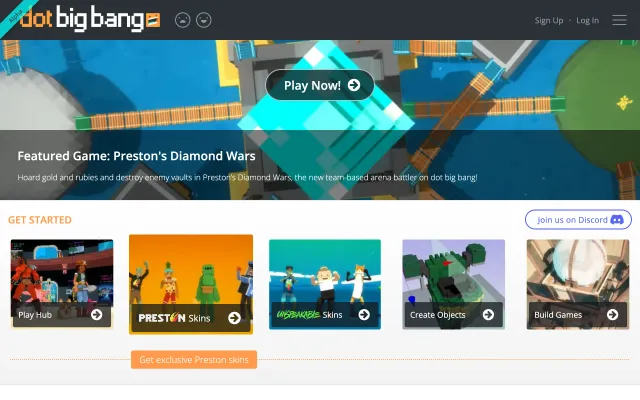 Alpha
dot big bang
Sign Up · Log In
Play Now!
Featured Game: Preston's Diamond Wars
Hoard gold and rubies and destroy enemy vaults in Preston's Diamond Wars, the new team-based arena battler on dot big bang!
GET STARTED
Join us on Discord
Play Hub
PRESTON Skins
UNSPEAKABLE Skins
Create Objects
Build Games
Get exclusive Preston skins